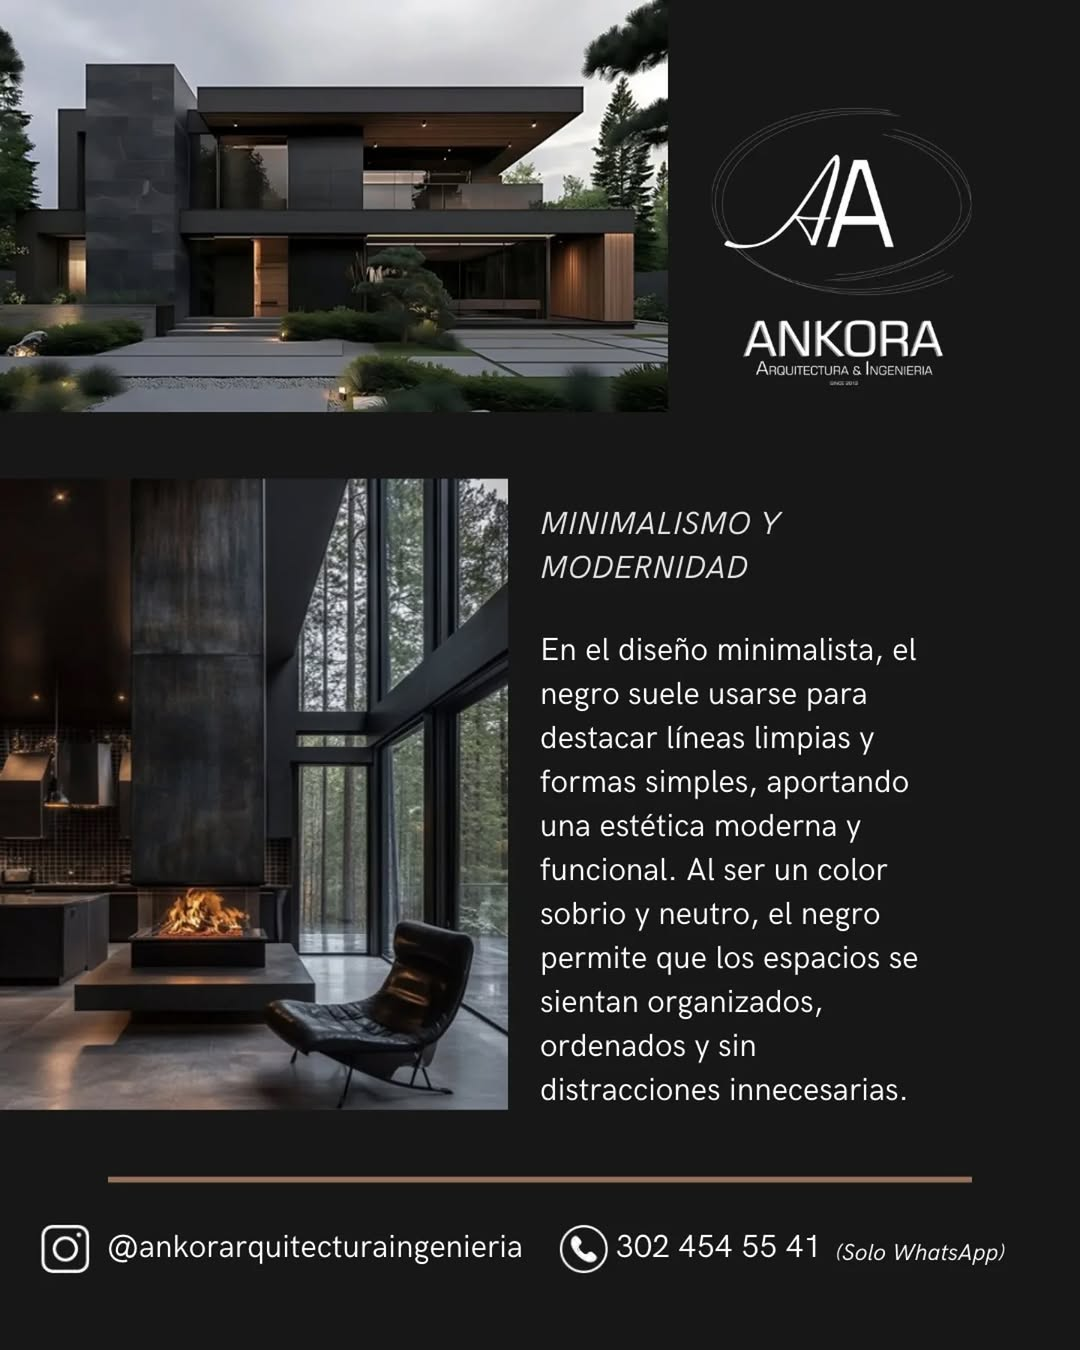 AA
ANKORA
ARQUITECTURA & INGENIERIA
SINCE 2012
MINIMALISMO Y
MODERNIDAD
En el diseño minimalista, el
negro suele usarse para
destacar líneas limpias y
formas simples, aportando
una estética moderna y
funcional. Al ser un color
sobrio y neutro, el negro
permite que los espacios se
sientan organizados,
ordenados y sin
distracciones innecesarias.
@ankorarquitecturaingenieria
302 454 55 41 (Solo WhatsApp)